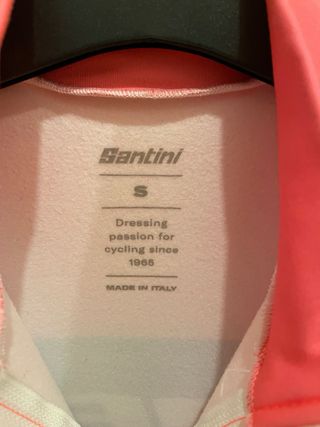 Santini
S
Dressing
passion for
cycling since
1965
MADE IN ITALY